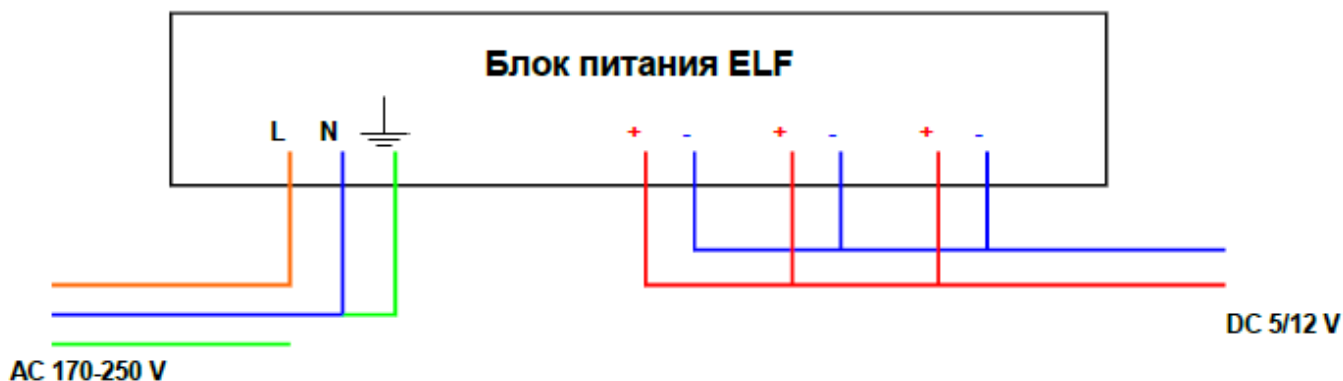 Блок питания ELF
L N + - + - + -
DC 5/12 V
AC 170-250 V